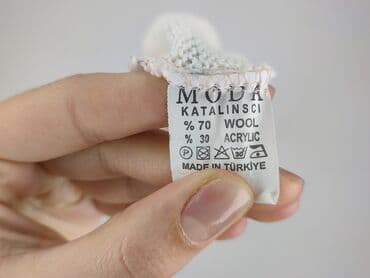 MODA
KATALINSCI
% 70 WOOL
% 30 ACRYLIC
P
MADE IN TÜRKİYE